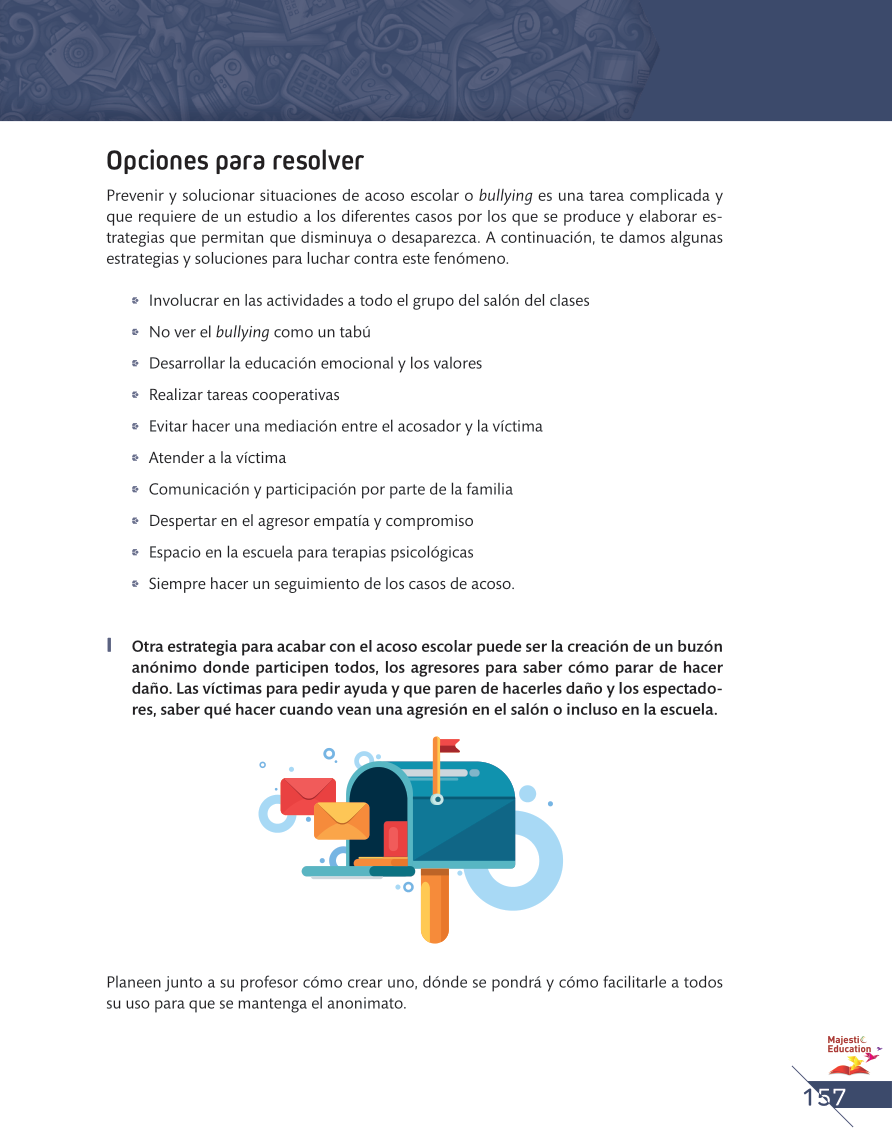 Opciones para resolver
Prevenir y solucionar situaciones de acoso escolar o bullying es una tarea complicada y
que requiere de un estudio a los diferentes casos por los que se produce y elaborar es-
trategias que permitan que disminuya o desaparezca. A continuación, te damos algunas
estrategias y soluciones para luchar contra este fenómeno.
Involucrar en las actividades a todo el grupo del salón del clases
No ver el bullying como un tabú
Desarrollar la educación emocional y los valores
Realizar tareas cooperativas
Evitar hacer una mediación entre el acosador y la víctima
Atender a la víctima
Comunicación y participación por parte de la familia
Despertar en el agresor empatía y compromiso
Espacio en la escuela para terapias psicológicas
Siempre hacer un seguimiento de los casos de acoso.
Otra estrategia para acabar con el acoso escolar puede ser la creación de un buzón
anónimo donde participen todos, los agresores para saber cómo parar de hacer
daño. Las víctimas para pedir ayuda y que paren de hacerles daño y los espectado-
res, saber qué hacer cuando vean una agresión en el salón o incluso en la escuela.
Planeen junto a su profesor cómo crear uno, dónde se pondrá y cómo facilitarle a todos
su uso para que se mantenga el anonimato.
Majestic
Education
157